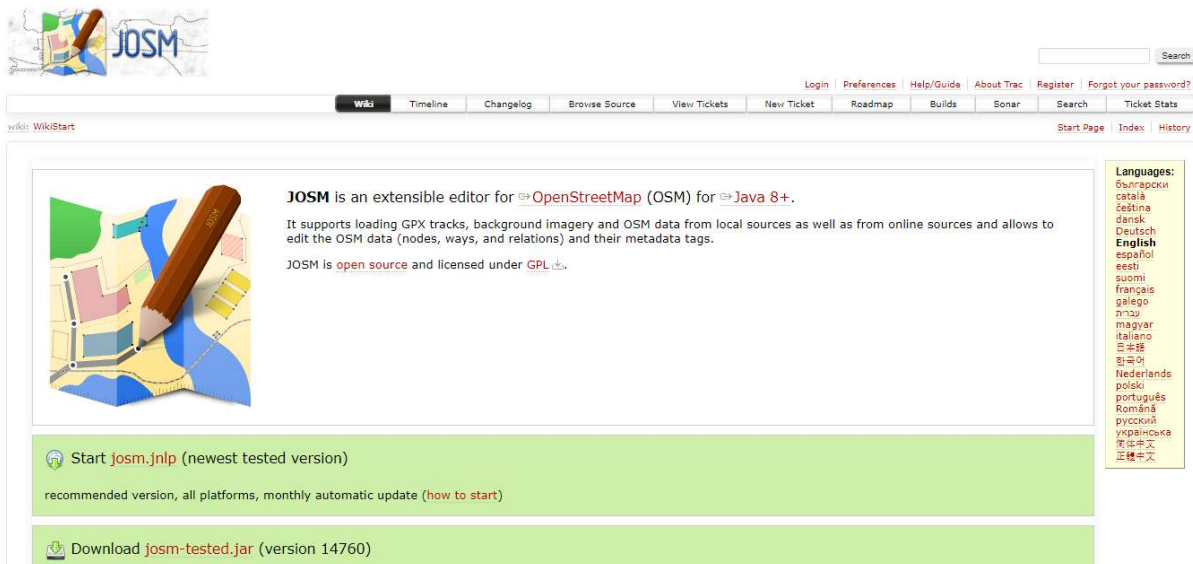 JOSM
Search
Login Preferences Help/Guide About Trac Register Forgot your password?
Wiki Timeline Changelog Browse Source View Tickets New Ticket Roadmap Builds Sonar Search Ticket Stats
wiki: WikiStart
Start Page Index History
JOSM
JOSM is an extensible editor for OpenStreetMap (OSM) for Java 8+.
It supports loading GPX tracks, background imagery and OSM data from local sources as well as from online sources and allows to
edit the OSM data (nodes, ways, and relations) and their metadata tags.
JOSM is open source and licensed under GPL.
Start josm.jnlp (newest tested version)
recommended version, all platforms, monthly automatic update (how to start)
Download josm-tested.jar (version 14760)
Languages:
български
català
čeština
dansk
Deutsch
English
español
eesti
suomi
français
galego
עברית
magyar
italiano
日本語
한국어
Nederlands
polski
português
Română
русский
українська
简体中文
正體中文